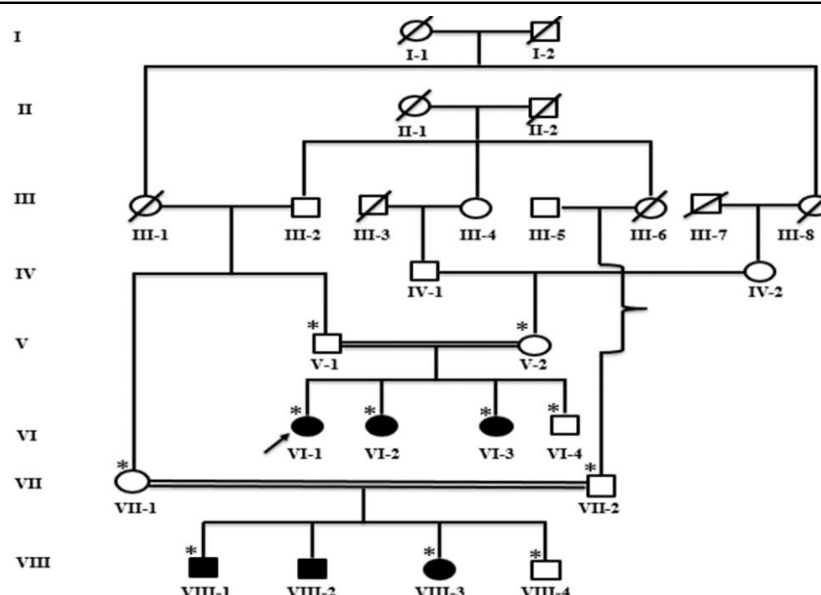 I
I-1 I-2
II
II-1 II-2
III
III-1 III-2 III-3 III-4 III-5 III-6 III-7 III-8
IV
IV-1 IV-2
* *
V
V-1 V-2
* * * *
VI
VI-1 VI-2 VI-3 VI-4
* *
VII
VII-1 VII-2
* * *
VIII
VIII-1 VIII-2 VIII-3 VIII-4